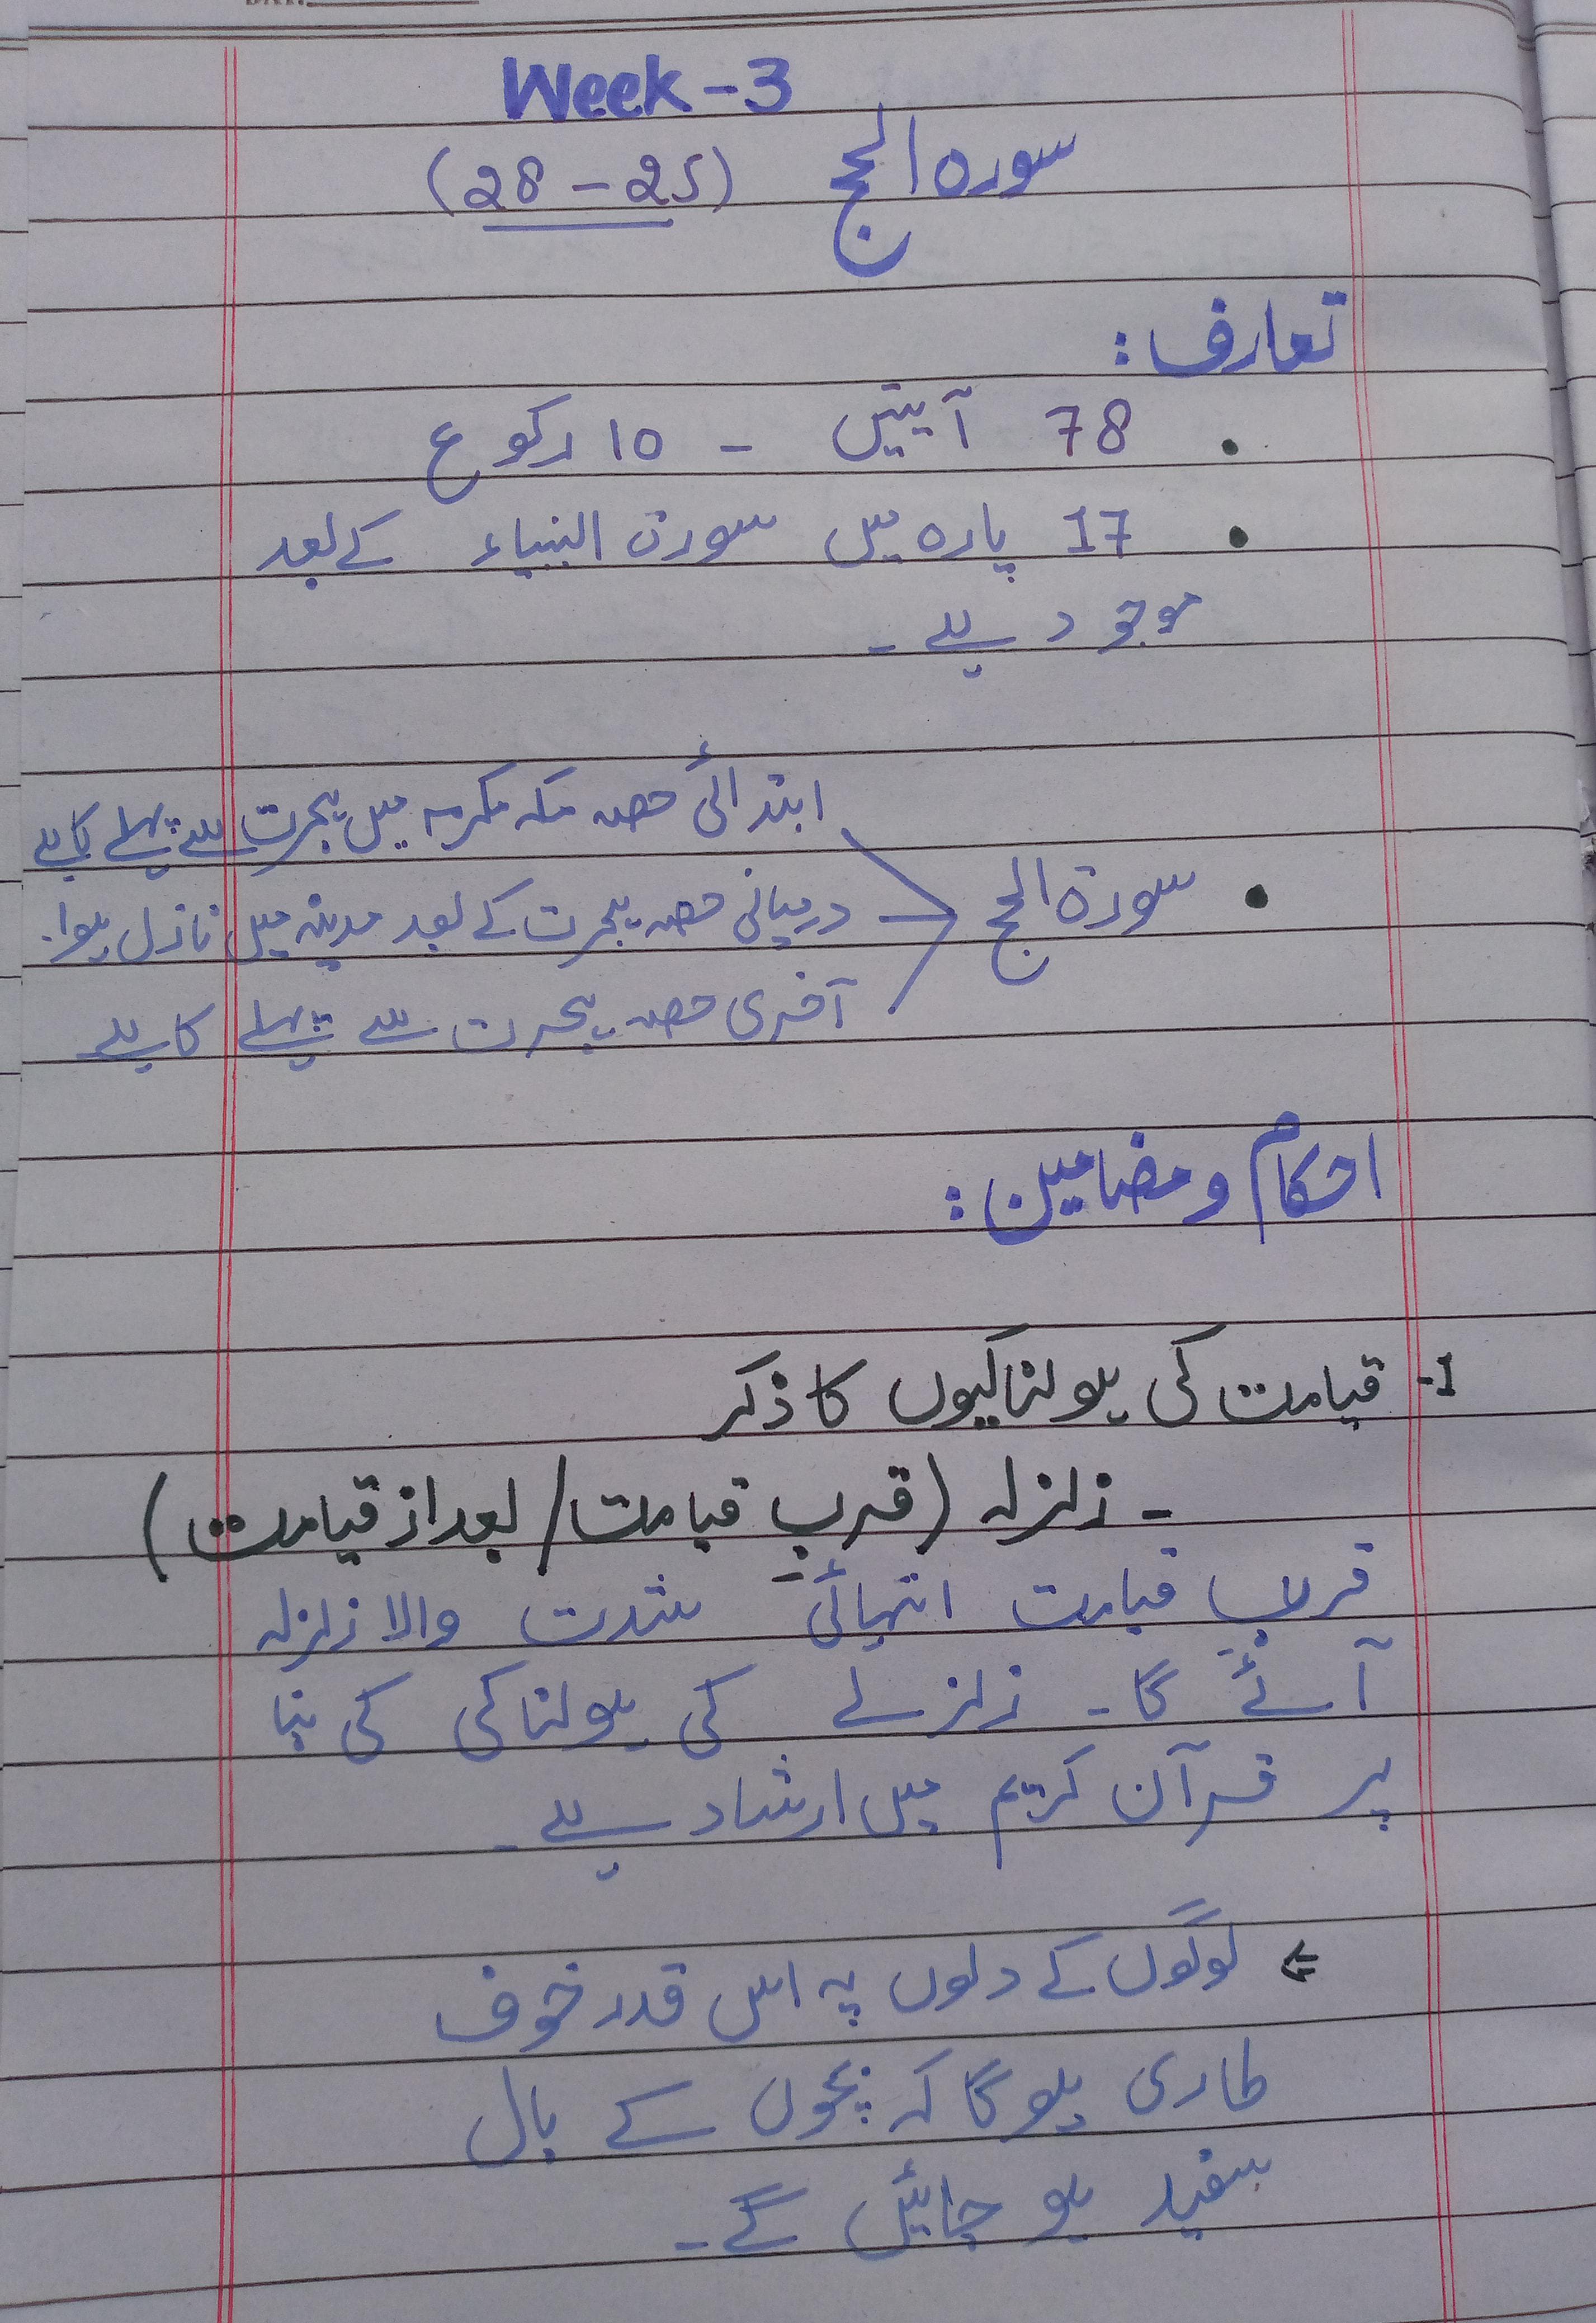 Week-3
سورہ الحج (28 - 25)
تعارف:
• 78 آیتیں - 10 رکوع
• 17 پارہ میں سورۃ النبیاء کے بعد
موجود ہے۔
ابتدائی حصہ مکہ مکرمہ میں ہجرت سے پہلے کا ہے
• سورۃ الحج
درمیانی حصہ ہجرت کے بعد مدینہ میں نازل ہوا.
آخری حصہ ہجرت سے پہلے کا ہے
احکام و مضامین:
1- قیامت کی ہولناکیوں کا ذکر
- زلزلہ (قربِ قیامت/بعد از قیامت)
قربِ قیامت انتہائی شدت والا زلزلہ
آئے گا۔ زلزلے کی ہولناکی کی بنا
پر قرآن کریم میں ارشاد ہے۔
⇐ لوگوں کے دلوں پہ اس قدر خوف
طاری ہو گا کہ بچوں کے بال
سفید ہو جائیں گے۔